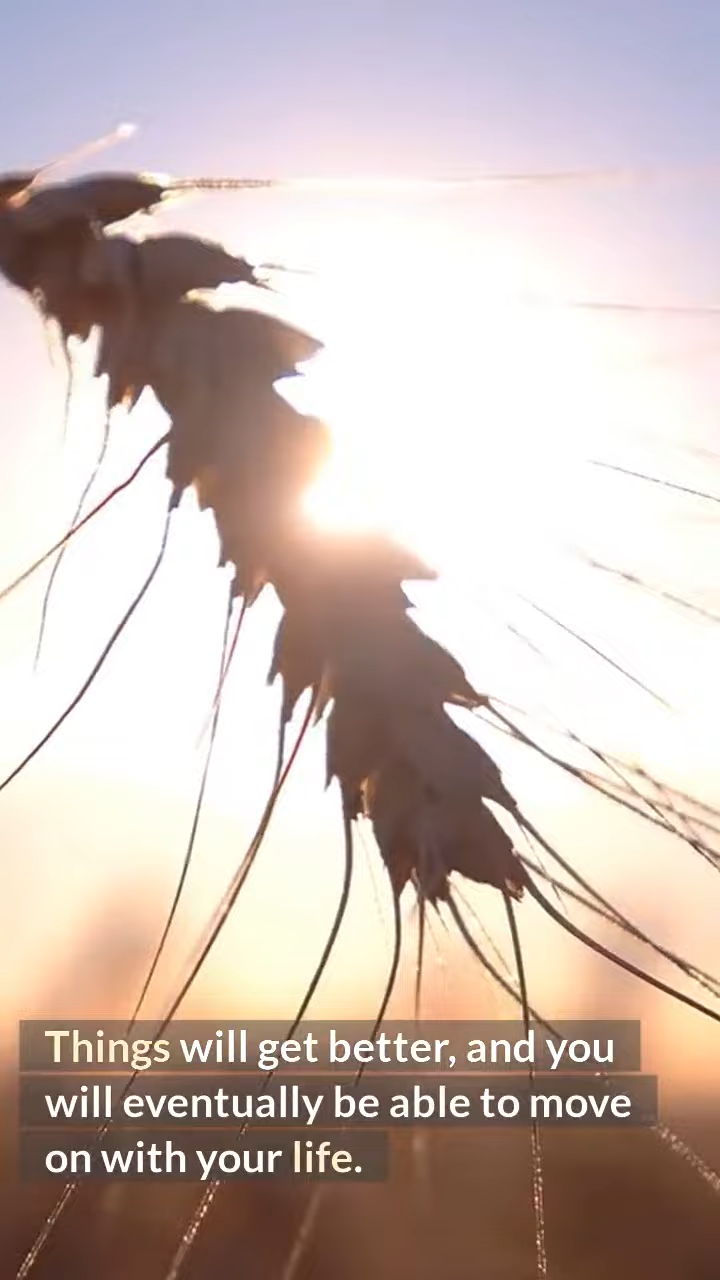 Things will get better, and you
will eventually be able to move
on with your life.